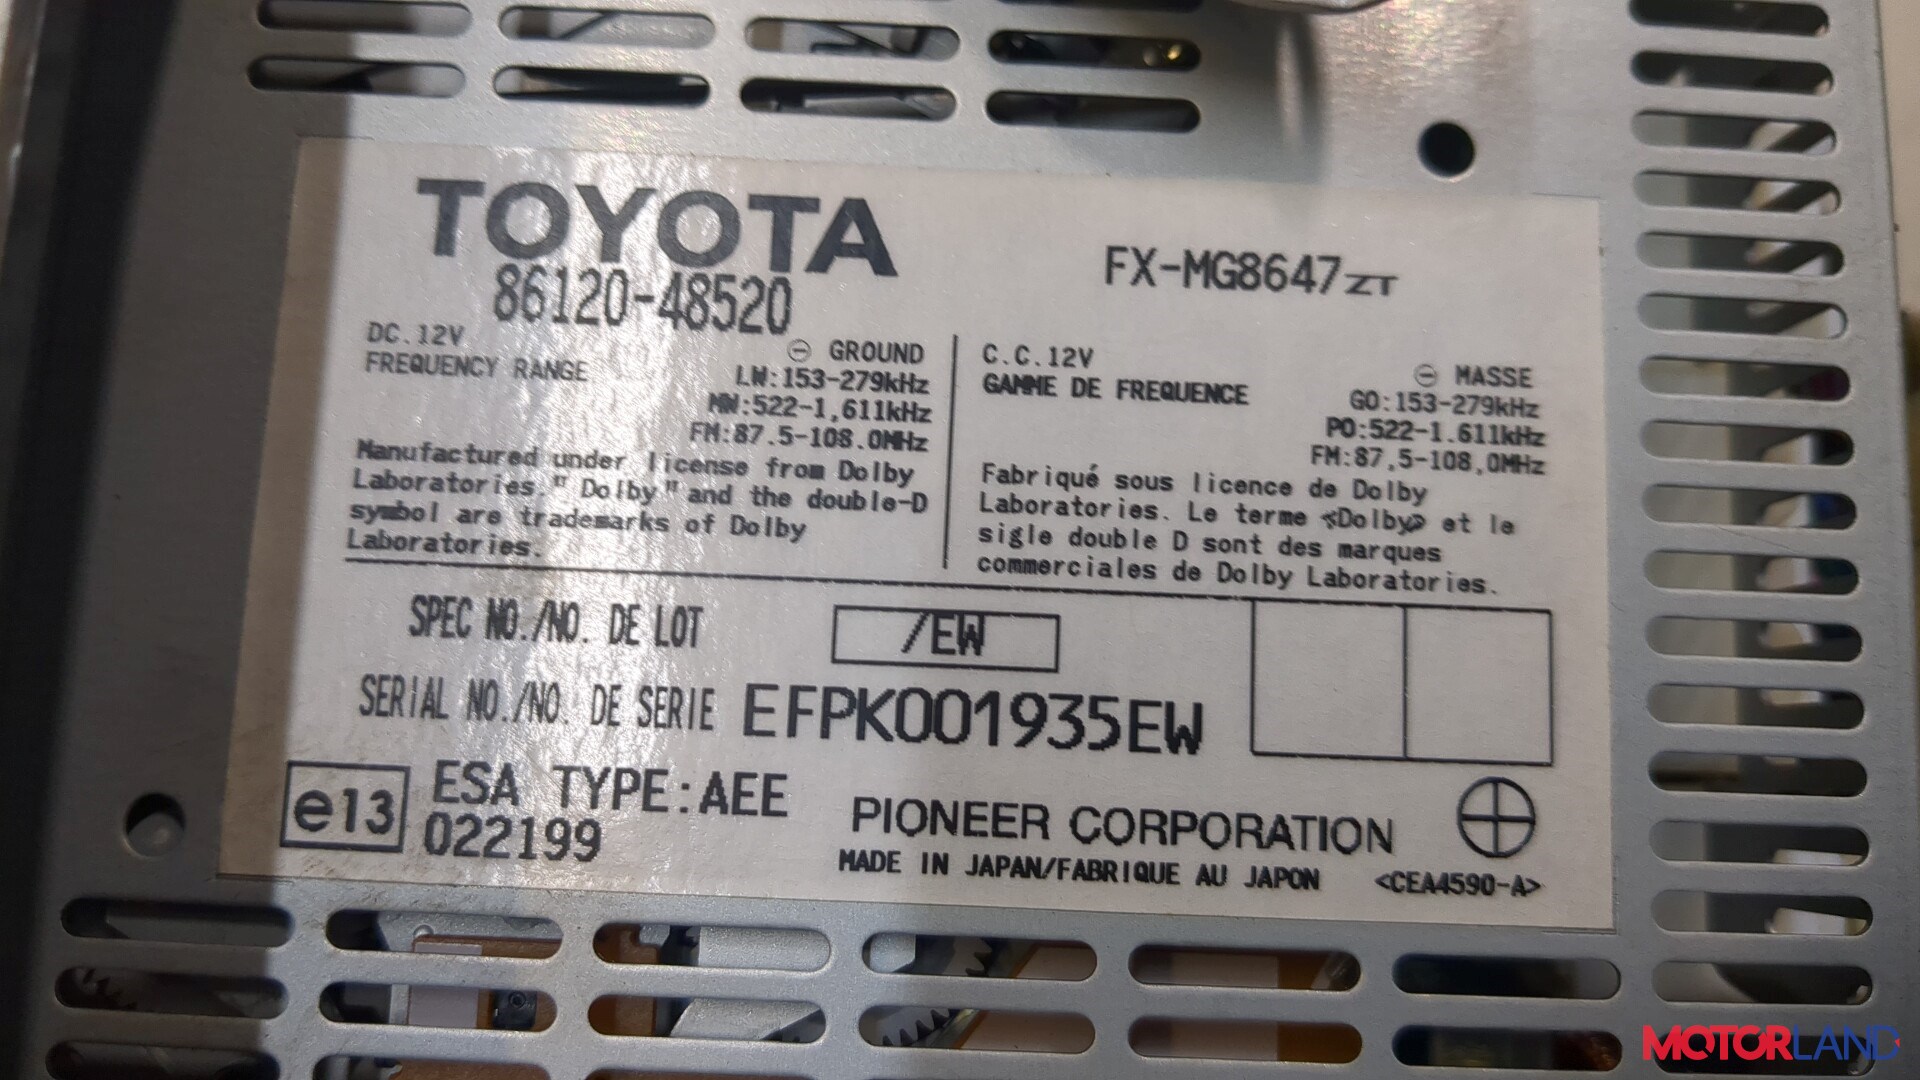 TOYOTA
86120-48520
FX-MG8647ZT
DC.12V
⊖ GROUND
FREQUENCY RANGE
LW:153-279kHz
MW:522-1,611kHz
FM:87.5-108.0MHz
Manufactured under license from Dolby
Laboratories." Dolby" and the double-D
symbol are trademarks of Dolby
Laboratories.
C.C.12V
⊖ MASSE
GAMME DE FREQUENCE
GO:153-279kHz
PO:522-1.611kHz
FM:87,5-108,0MHz
Fabriqué sous licence de Dolby
Laboratories. Le terme «Dolby» et le
sigle double D sont des marques
commerciales de Dolby Laboratories.
SPEC NO./NO. DE LOT
/EW
SERIAL NO./NO. DE SERIE EFPK001935EW
e13
ESA TYPE:AEE
022199
PIONEER CORPORATION
MADE IN JAPAN/FABRIQUE AU JAPON
<CEA4590-A>
MOTORLAND